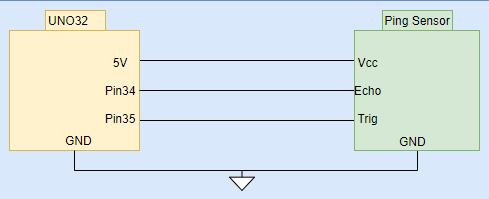 UNO32
Ping Sensor
5V
Vcc
Pin34
Echo
Pin35
Trig
GND
GND